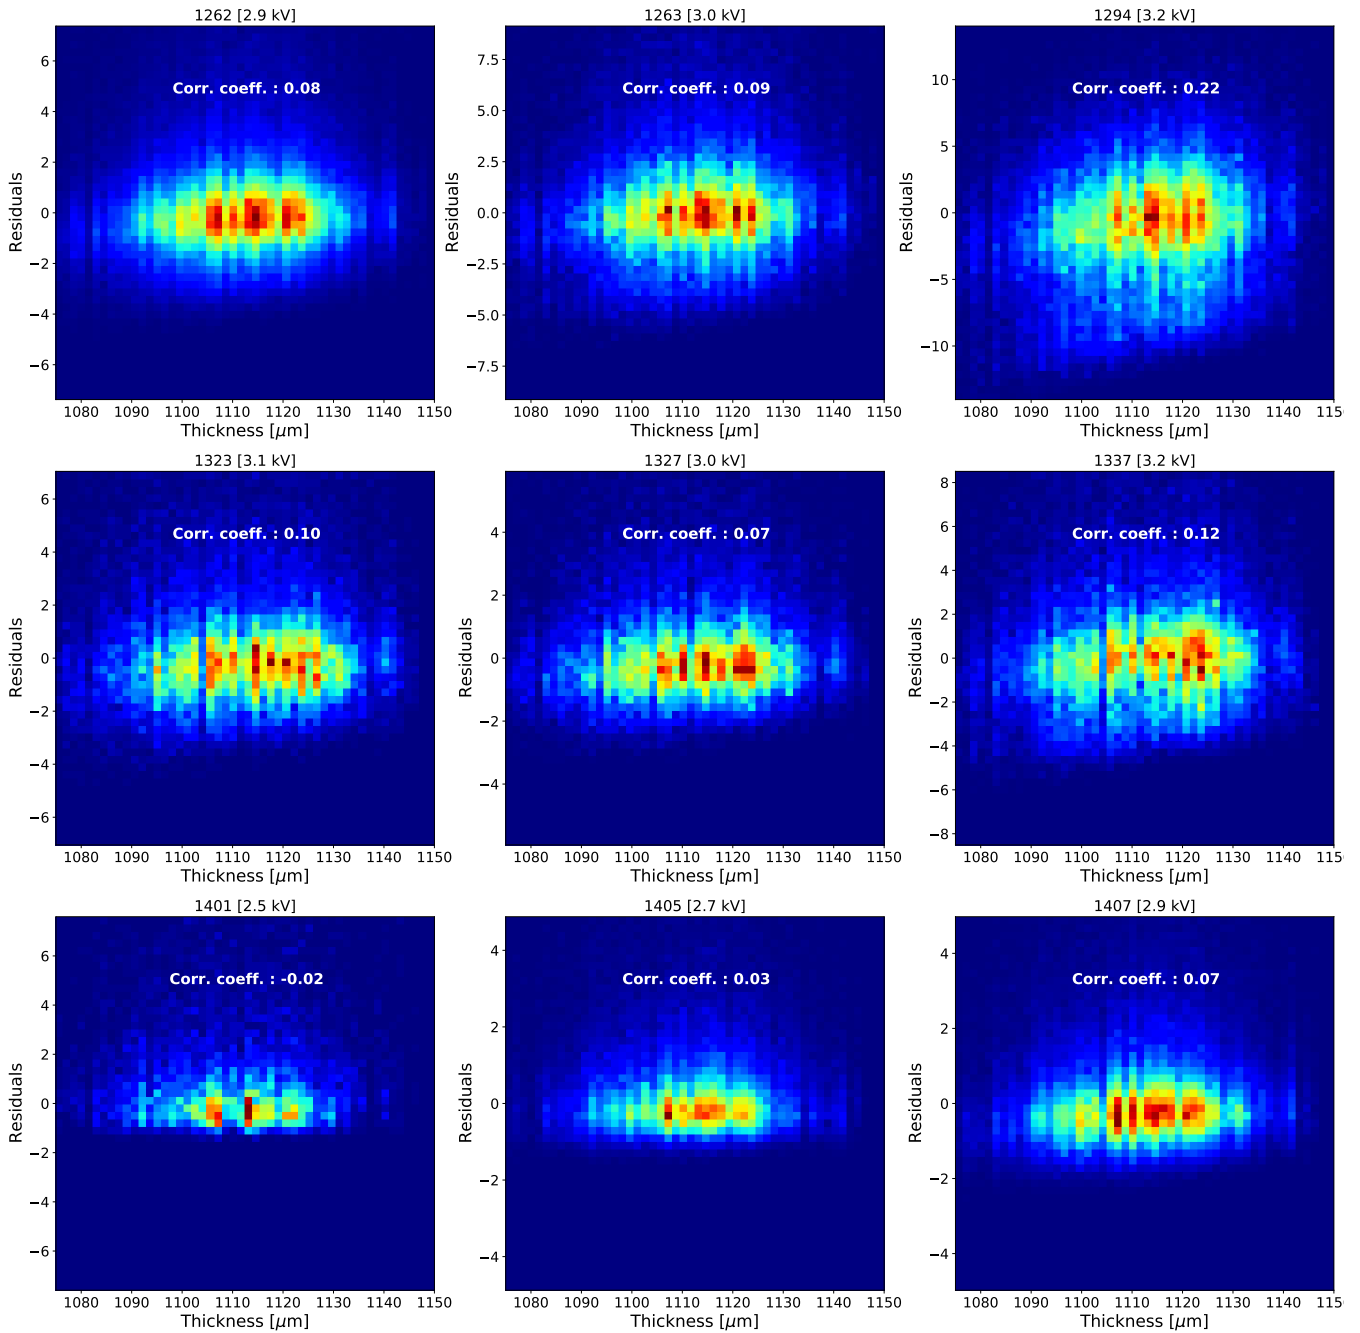 1262 [2.9 kV]
Corr. coeff. : 0.08
Residuals
6
4
2
0
−2
−4
−6
1080 1090 1100 1110 1120 1130 1140 1150
Thickness [μm]
1263 [3.0 kV]
Corr. coeff. : 0.09
Residuals
7.5
5.0
2.5
0.0
−2.5
−5.0
−7.5
1080 1090 1100 1110 1120 1130 1140 1150
Thickness [μm]
1294 [3.2 kV]
Corr. coeff. : 0.22
Residuals
10
5
0
−5
−10
1080 1090 1100 1110 1120 1130 1140 115
Thickness [μm]
1323 [3.1 kV]
Corr. coeff. : 0.10
Residuals
6
4
2
0
−2
−4
−6
1080 1090 1100 1110 1120 1130 1140 1150
Thickness [μm]
1327 [3.0 kV]
Corr. coeff. : 0.07
Residuals
4
2
0
−2
−4
1080 1090 1100 1110 1120 1130 1140 1150
Thickness [μm]
1337 [3.2 kV]
Corr. coeff. : 0.12
Residuals
8
6
4
2
0
−2
−4
−6
−8
1080 1090 1100 1110 1120 1130 1140 115
Thickness [μm]
1401 [2.5 kV]
Corr. coeff. : -0.02
Residuals
6
4
2
0
−2
−4
−6
1080 1090 1100 1110 1120 1130 1140 1150
Thickness [μm]
1405 [2.7 kV]
Corr. coeff. : 0.03
Residuals
4
2
0
−2
−4
1080 1090 1100 1110 1120 1130 1140 1150
Thickness [μm]
1407 [2.9 kV]
Corr. coeff. : 0.07
Residuals
4
2
0
−2
−4
1080 1090 1100 1110 1120 1130 1140 115
Thickness [μm]